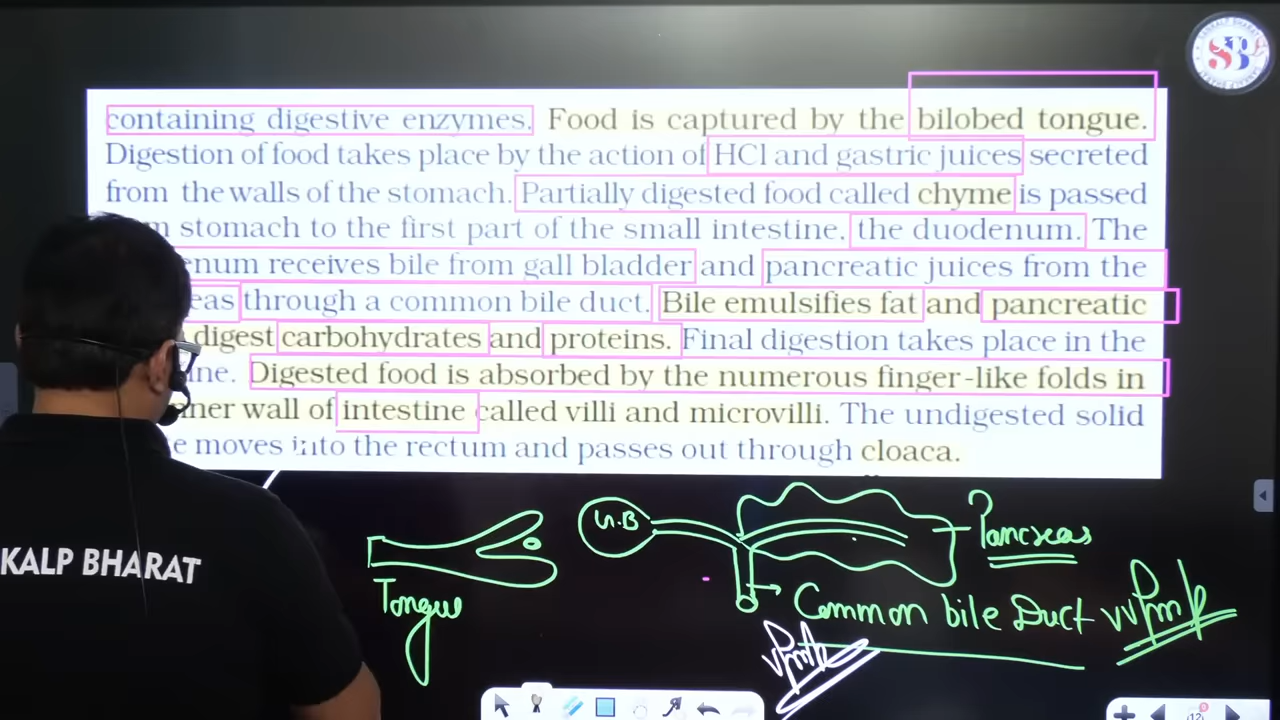 SB
containing digestive enzymes. Food is captured by the bilobed tongue.
Digestion of food takes place by the action of HCl and gastric juices secreted
from the walls of the stomach. Partially digested food called chyme is passed
stomach to the first part of the small intestine, the duodenum. The
enum receives bile from gall bladder and pancreatic juices from the
eas through a common bile duct. Bile emulsifies fat and pancreatic
digest carbohydrates and proteins. Final digestion takes place in the
ine. Digested food is absorbed by the numerous finger-like folds in
ner wall of intestine called villi and microvilli. The undigested solid
e moves into the rectum and passes out through cloaca.
G.B
Pancreas
Tongue
Common bile Duct
KALP BHARAT